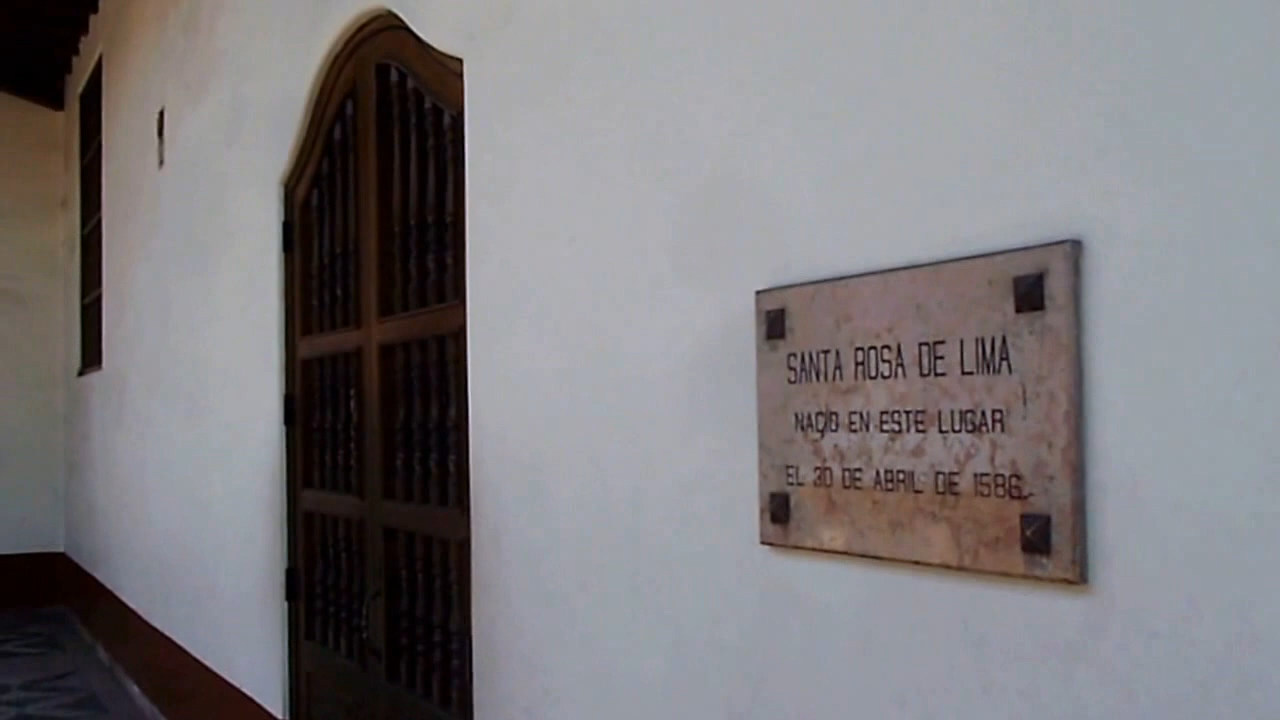 SANTA ROSA DE LIMA
NACIO EN ESTE LUGAR
EL 30 DE ABRIL DE 1586